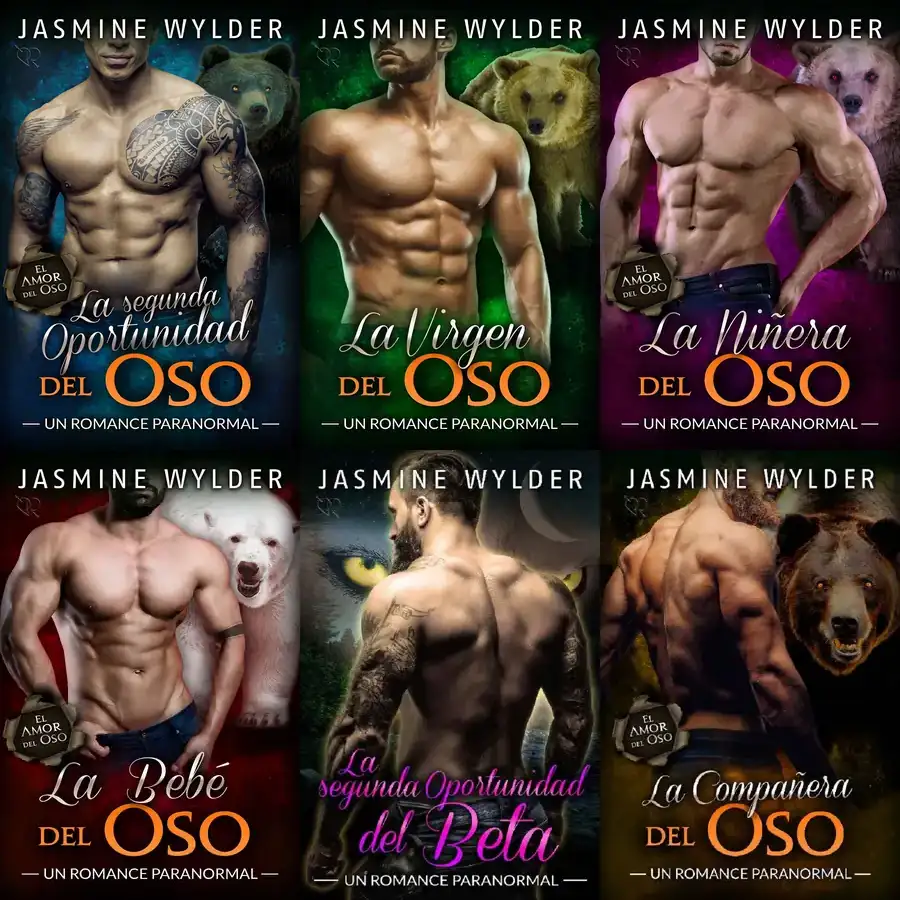 JASMINE WYLDER
EL
AMOR
DEL OSO
La segunda
Oportunidad
DEL OSO
— UN ROMANCE PARANORMAL —
JASMINE WYLDER
La Virgen
DEL OSO
— UN ROMANCE PARANORMAL —
JASMINE WYLDER
EL
AMOR
DEL OSO
La Niñera
DEL OSO
— UN ROMANCE PARANORMAL —
JASMINE WYLDER
EL
AMOR
DEL OSO
La Bebé
DEL OSO
— UN ROMANCE PARANORMAL —
JASMINE WYLDER
La
segunda Oportunidad
del Beta
— UN ROMANCE PARANORMAL —
JASMINE WYLDER
EL
AMOR
DEL OSO
La Compañera
DEL OSO
— UN ROMANCE PARANORMAL —